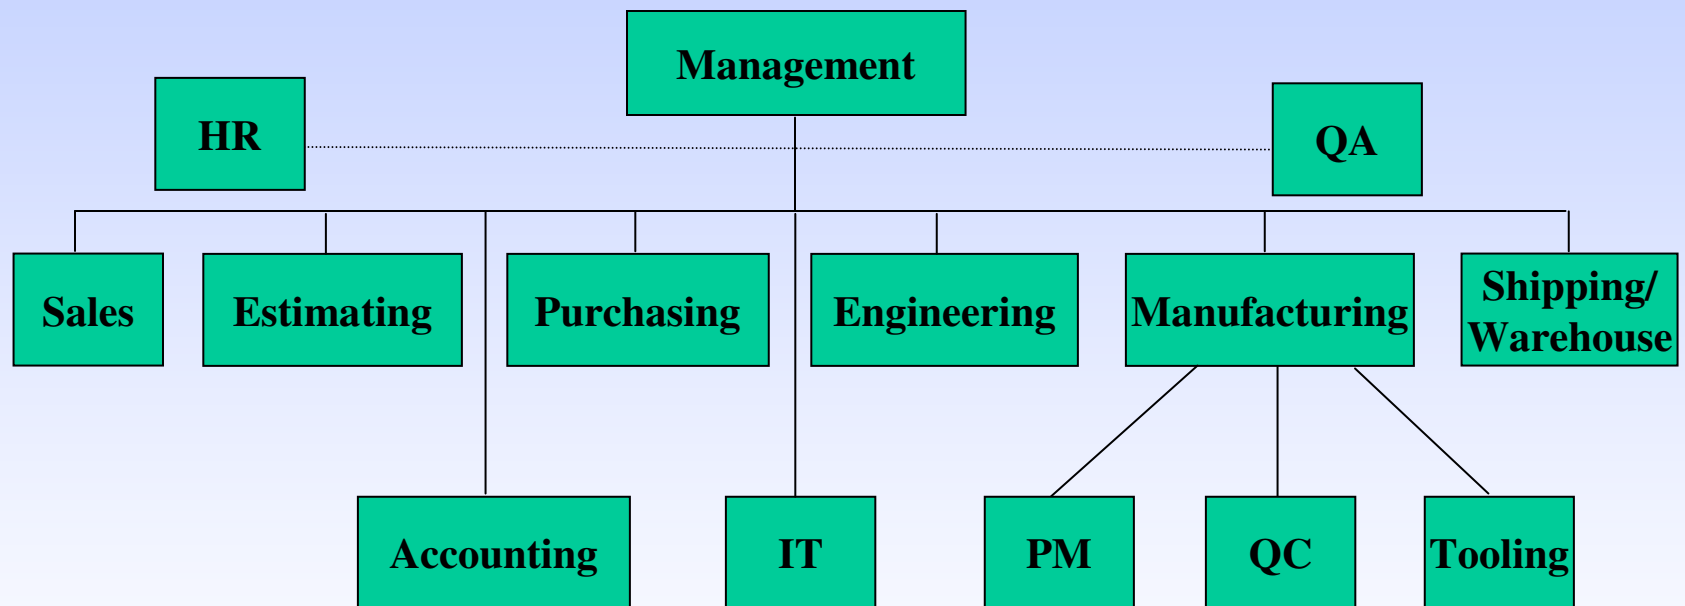 Management
HR
QA
Sales
Estimating
Purchasing
Engineering
Manufacturing
Shipping/
Warehouse
Accounting
IT
PM
QC
Tooling